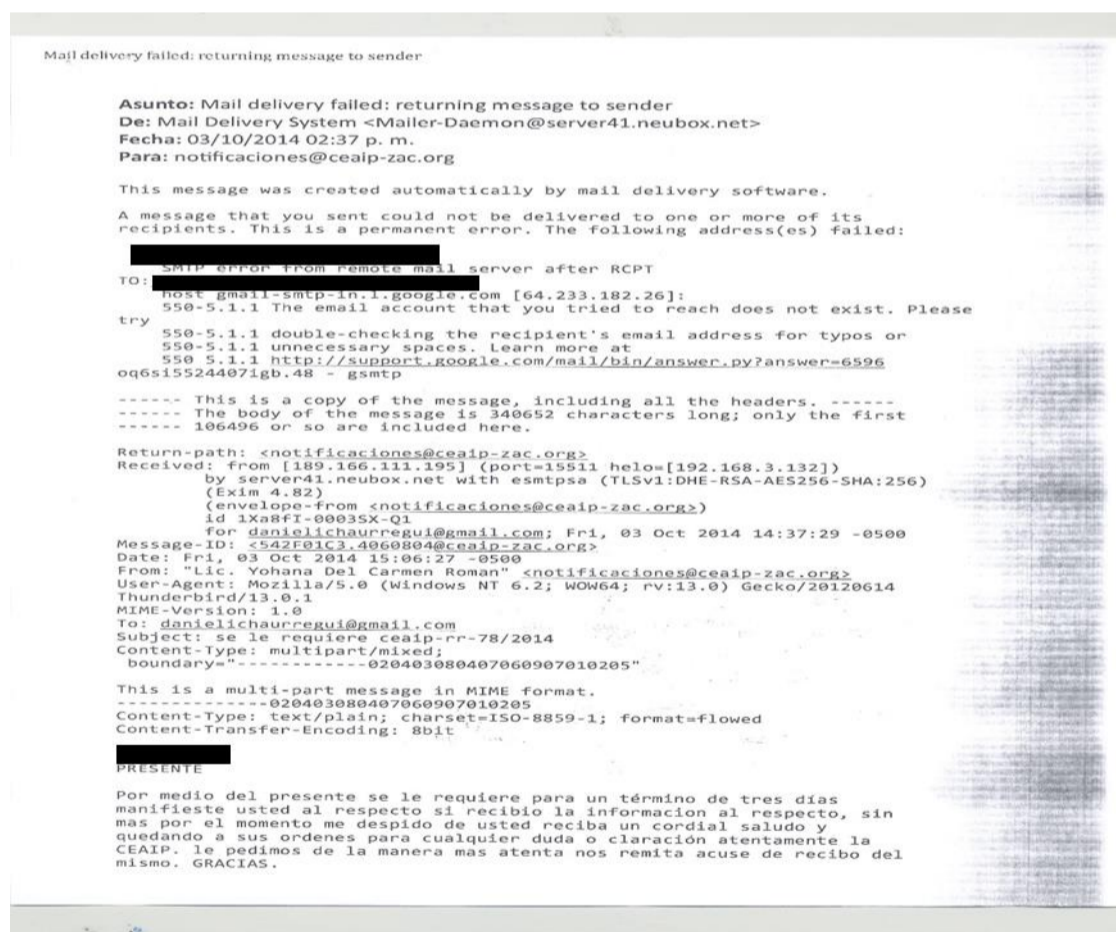 Mail delivery failed: returning message to sender
Asunto: Mail delivery failed: returning message to sender
De: Mail Delivery System <Mailer-Daemon@server41.neubox.net>
Fecha: 03/10/2014 02:37 p. m.
Para: notificaciones@ceaip-zac.org
This message was created automatically by mail delivery software.
A message that you sent could not be delivered to one or more of its
recipients. This is a permanent error. The following address(es) failed:
SMTP error from remote mail server after RCPT
TO:
host gmail-smtp-in.l.google.com [64.233.182.26]:
550-5.1.1 The email account that you tried to reach does not exist. Please
try
550-5.1.1 double-checking the recipient's email address for typos or
550-5.1.1 unnecessary spaces. Learn more at
550 5.1.1 http://support.google.com/mail/bin/answer.py?answer=6596
oq6si5524407igb.48 - gsmtp
------ This is a copy of the message, including all the headers. ------
------ The body of the message is 340652 characters long; only the first
------ 106496 or so are included here.
Return-path: <notificaciones@ceaip-zac.org>
Received: from [189.166.111.195] (port=15511 helo=[192.168.3.132])
by server41.neubox.net with esmtpsa (TLSv1:DHE-RSA-AES256-SHA:256)
(Exim 4.82)
(envelope-from <notificaciones@ceaip-zac.org>)
id 1Xa8fI-0003SX-Q1
for danielichaurregui@gmail.com; Fri, 03 Oct 2014 14:37:29 -0500
Message-ID: <542F01C3.4060804@ceaip-zac.org>
Date: Fri, 03 Oct 2014 15:06:27 -0500
From: "Lic. Yohana Del Carmen Roman" <notificaciones@ceaip-zac.org>
User-Agent: Mozilla/5.0 (Windows NT 6.2; WOW64; rv:13.0) Gecko/20120614
Thunderbird/13.0.1
MIME-Version: 1.0
To: danielichaurregui@gmail.com
Subject: se le requiere ceaip-rr-78/2014
Content-Type: multipart/mixed;
boundary="------------020403080407060907010205"
This is a multi-part message in MIME format.
--------------020403080407060907010205
Content-Type: text/plain; charset=ISO-8859-1; format=flowed
Content-Transfer-Encoding: 8bit
PRESENTE
Por medio del presente se le requiere para un término de tres días
manifieste usted al respecto si recibio la informacion al respecto, sin
mas por el momento me despido de usted reciba un cordial saludo y
quedando a sus ordenes para cualquier duda o claración atentamente la
CEAIP. le pedimos de la manera mas atenta nos remita acuse de recibo del
mismo. GRACIAS.